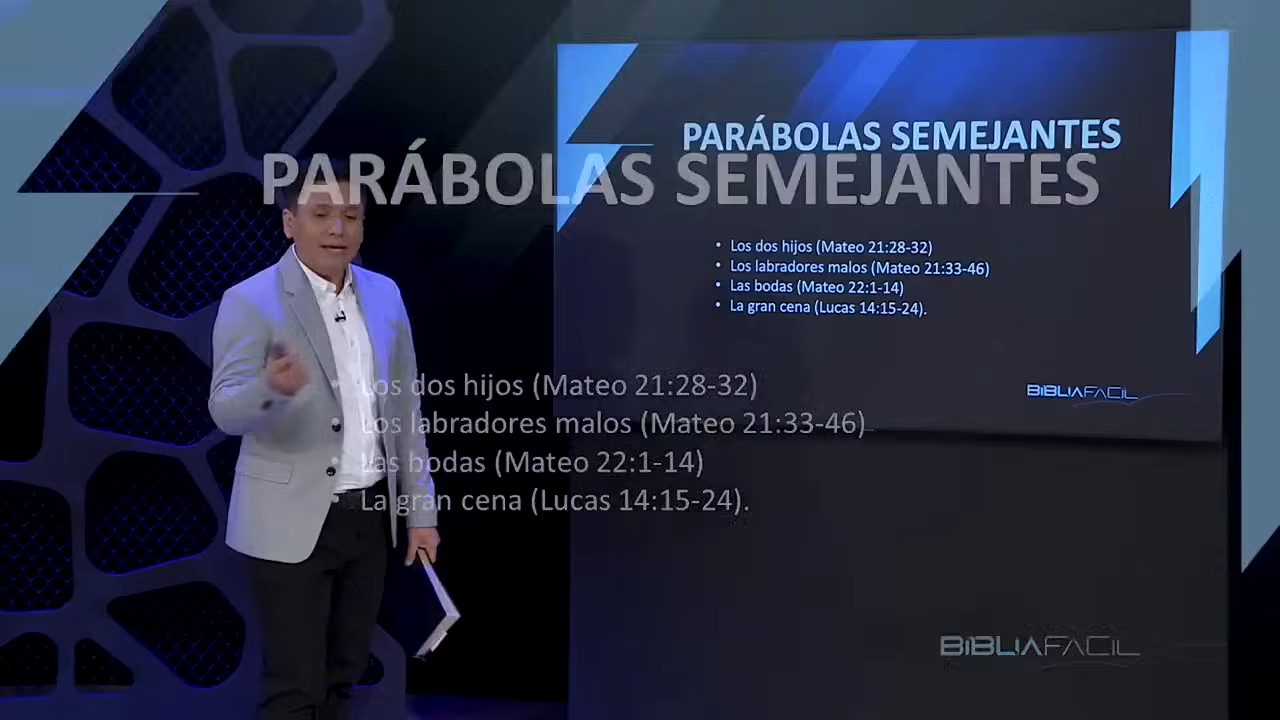 PARÁBOLAS SEMEJANTES
• Los dos hijos (Mateo 21:28-32)
• Los labradores malos (Mateo 21:33-46)
• Las bodas (Mateo 22:1-14)
• La gran cena (Lucas 14:15-24).
BIBLIAFACIL
PARÁBOLAS SEMEJANTES
• Los dos hijos (Mateo 21:28-32)
• Los labradores malos (Mateo 21:33-46)
• Las bodas (Mateo 22:1-14)
• La gran cena (Lucas 14:15-24).
BIBLIAFACIL